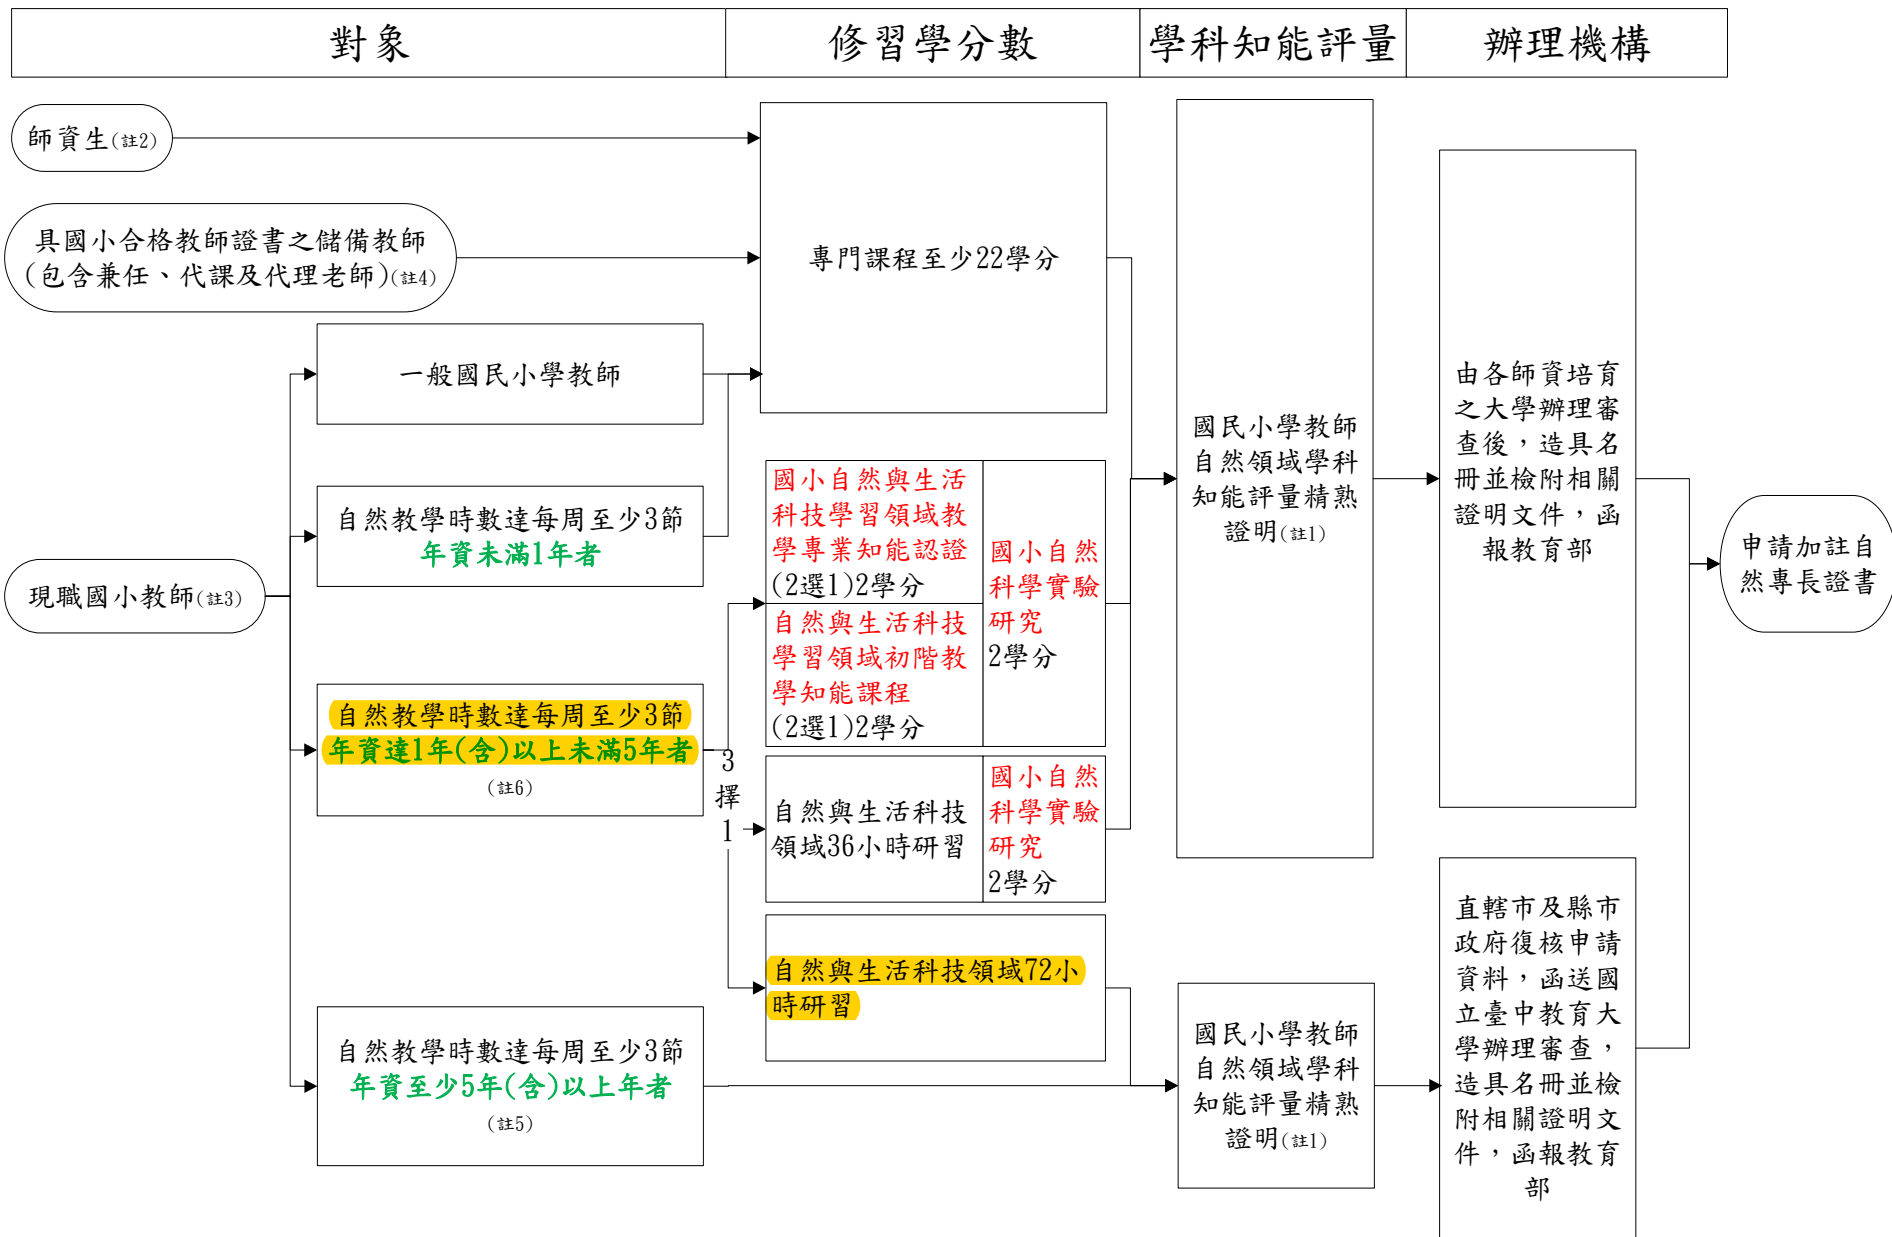 對象
修習學分數
學科知能評量
辦理機構
師資生(註2)
具國小合格教師證書之儲備教師
(包含兼任、代課及代理老師)(註4)
現職國小教師(註3)
一般國民小學教師
自然教學時數達每周至少3節
年資未滿1年者
自然教學時數達每周至少3節
年資達1年(含)以上未滿5年者
(註6)
自然教學時數達每周至少3節
年資至少5年(含)以上年者
(註5)
3
擇
1
專門課程至少22學分
國小自然與生活
科技學習領域教
學專業知能認證
(2選1)2學分
自然與生活科技
學習領域初階教
學知能課程
(2選1)2學分
國小自然
科學實驗
研究
2學分
自然與生活科技
領域36小時研習
國小自然
科學實驗
研究
2學分
自然與生活科技領域72小
時研習
國民小學教師
自然領域學科
知能評量精熟
證明(註1)
國民小學教師
自然領域學科
知能評量精熟
證明(註1)
由各師資培育
之大學辦理審
查後，造具名
冊並檢附相關
證明文件，函
報教育部
直轄市及縣市
政府復核申請
資料，函送國
立臺中教育大
學辦理審查，
造具名冊並檢
附相關證明文
件，函報教育
部
申請加註自
然專長證書